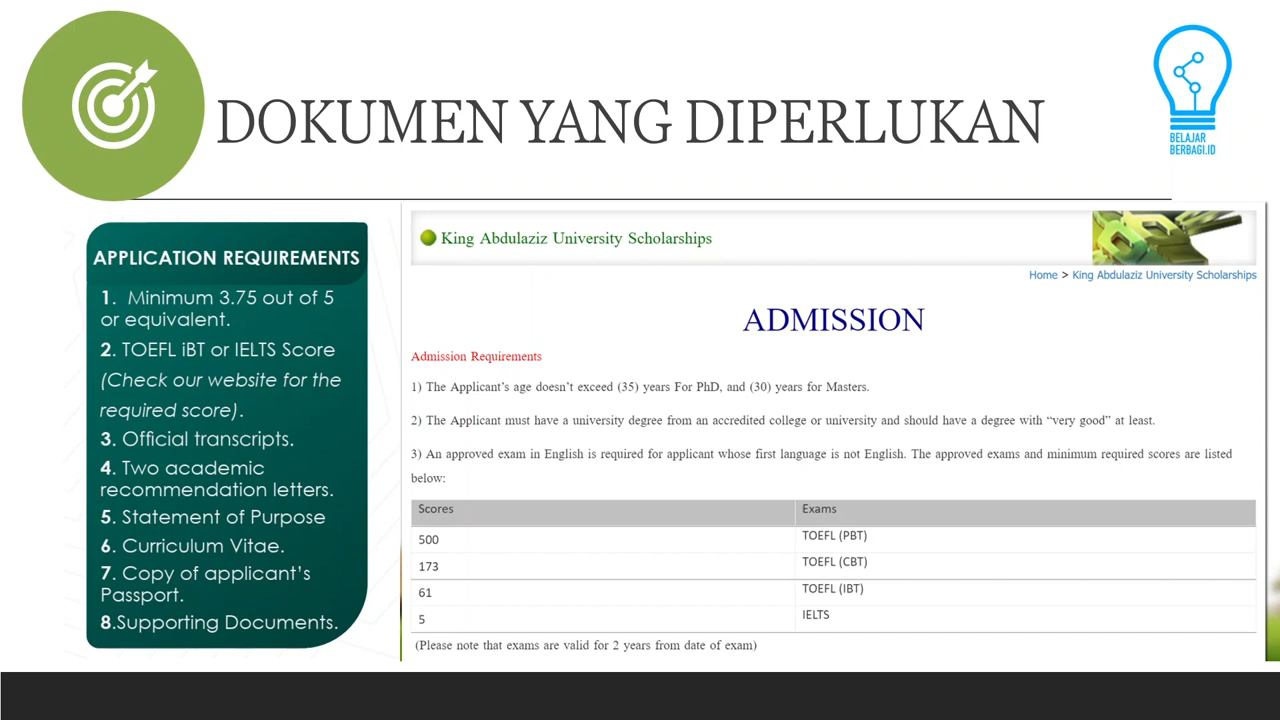 DOKUMEN YANG DIPERLUKAN
BELAJAR
BERBAGI.ID
APPLICATION REQUIREMENTS
1. Minimum 3.75 out of 5
or equivalent.
2. TOEFL iBT or IELTS Score
(Check our website for the
required score).
3. Official transcripts.
4. Two academic
recommendation letters.
5. Statement of Purpose
6. Curriculum Vitae.
7. Copy of applicant's
Passport.
8.Supporting Documents.
King Abdulaziz University Scholarships
Home > King Abdulaziz University Scholarships
ADMISSION
Admission Requirements
1) The Applicant's age doesn't exceed (35) years For PhD, and (30) years for Masters.
2) The Applicant must have a university degree from an accredited college or university and should have a degree with “very good” at least.
3) An approved exam in English is required for applicant whose first language is not English. The approved exams and minimum required scores are listed
below:
Scores Exams
500 TOEFL (PBT)
173 TOEFL (CBT)
61 TOEFL (IBT)
5 IELTS
(Please note that exams are valid for 2 years from date of exam)